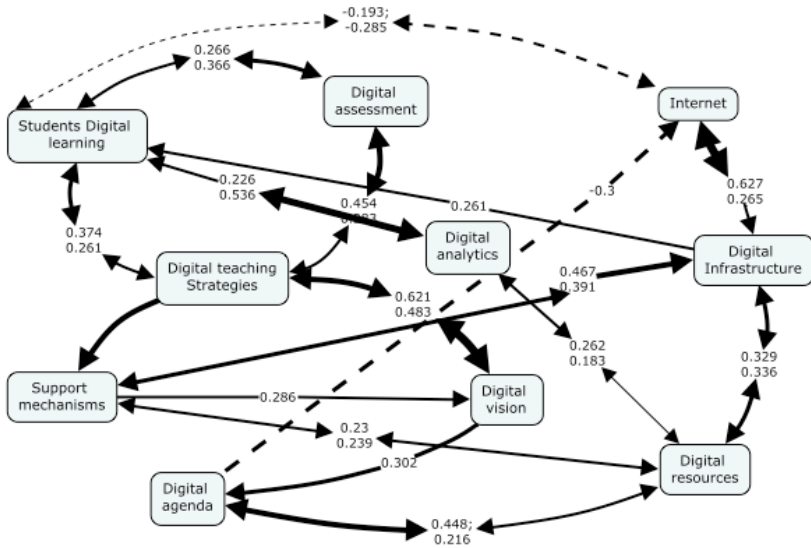 -0.193;
-0.285
0.266
0.366
Digital
assessment
Internet
Students Digital
learning
0.627
0.265
0.226
0.536
0.454
-0.3
0.261
0.374
0.261
Digital
analytics
Digital
Infrastructure
Digital teaching
Strategies
0.467
0.391
0.621
0.483
0.262
0.183
0.329
0.336
Support
mechanisms
0.286
Digital
vision
0.23
0.239
0.302
Digital
resources
Digital
agenda
0.448;
0.216